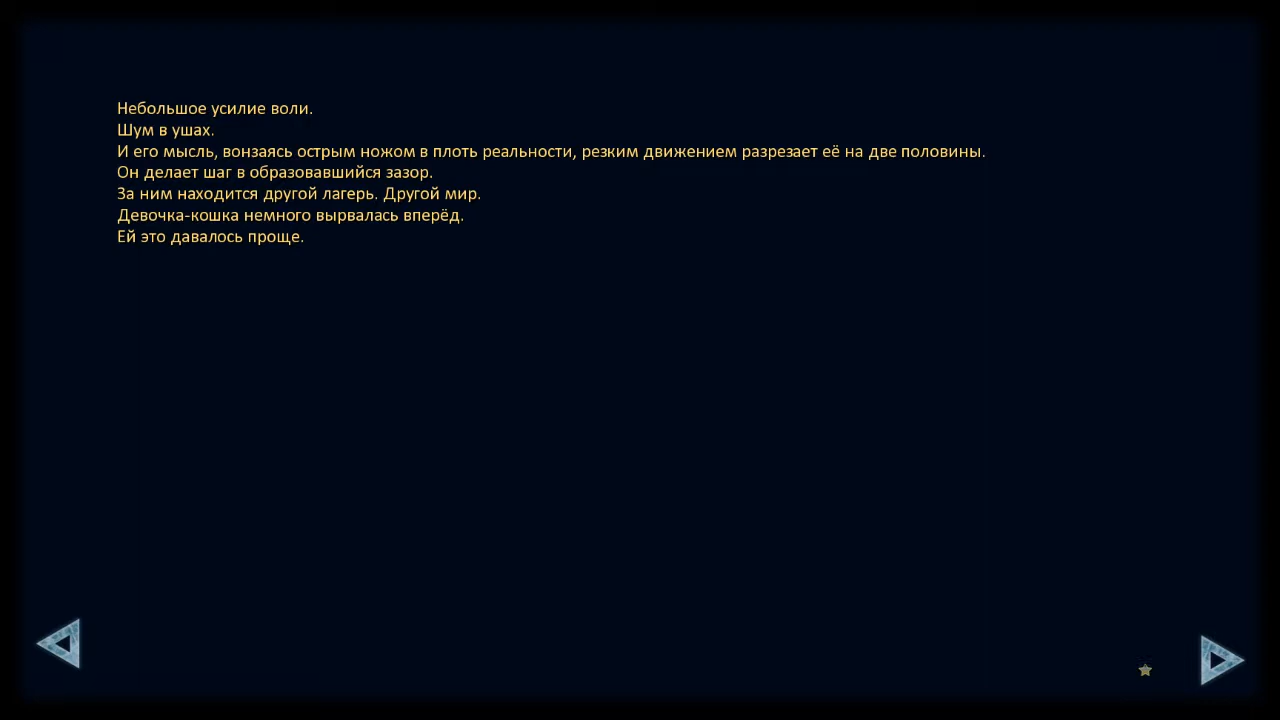 Небольшое усилие воли.
Шум в ушах.
И его мысль, вонзаясь острым ножом в плоть реальности, резким движением разрезает её на две половины.
Он делает шаг в образовавшийся зазор.
За ним находится другой лагерь. Другой мир.
Девочка-кошка немного вырвалась вперёд.
Ей это давалось проще.